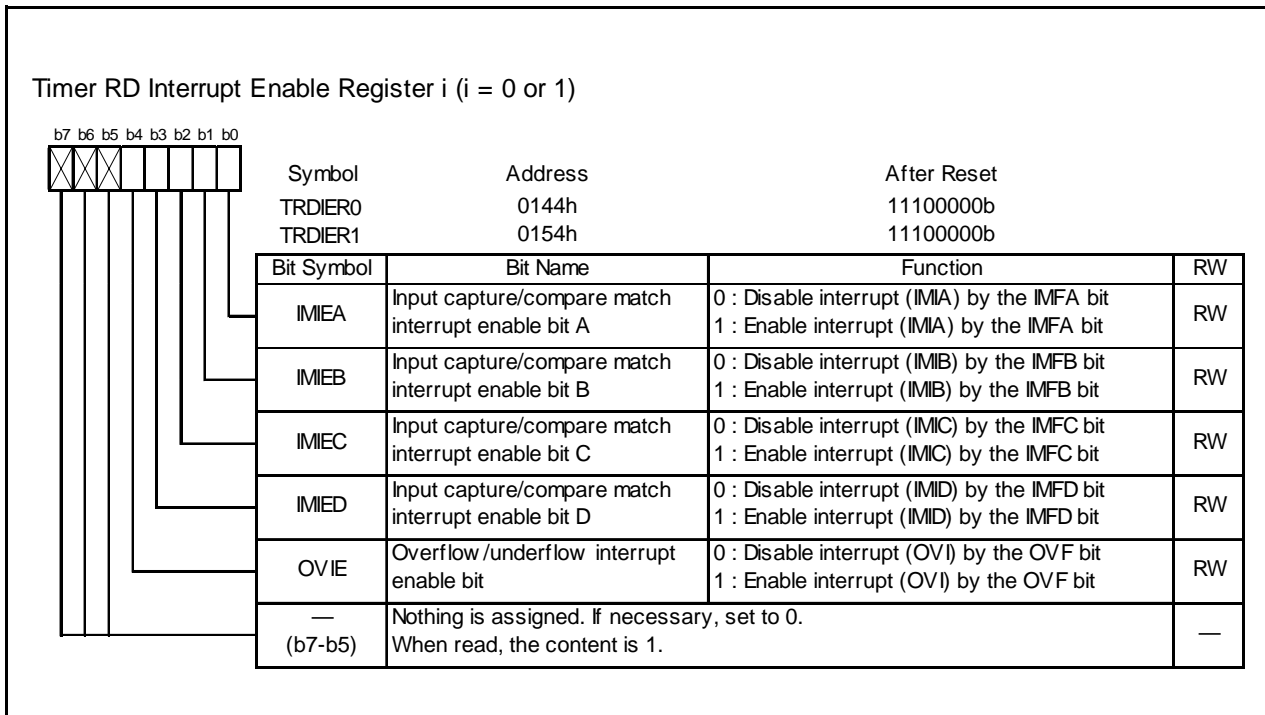 Timer RD Interrupt Enable Register i (i = 0 or 1)
b7 b6 b5 b4 b3 b2 b1 b0
Symbol Address After Reset
TRDIER0 0144h 11100000b
TRDIER1 0154h 11100000b
Bit Symbol Bit Name Function RW
IMIEA Input capture/compare match 0 : Disable interrupt (IMIA) by the IMFA bit RW
interrupt enable bit A 1 : Enable interrupt (IMIA) by the IMFA bit
IMIEB Input capture/compare match 0 : Disable interrupt (IMIB) by the IMFB bit RW
interrupt enable bit B 1 : Enable interrupt (IMIB) by the IMFB bit
IMIEC Input capture/compare match 0 : Disable interrupt (IMIC) by the IMFC bit RW
interrupt enable bit C 1 : Enable interrupt (IMIC) by the IMFC bit
IMIED Input capture/compare match 0 : Disable interrupt (IMID) by the IMFD bit RW
interrupt enable bit D 1 : Enable interrupt (IMID) by the IMFD bit
OVIE Overflow/underflow interrupt 0 : Disable interrupt (OVI) by the OVF bit RW
enable bit 1 : Enable interrupt (OVI) by the OVF bit
— Nothing is assigned. If necessary, set to 0. —
(b7-b5) When read, the content is 1.